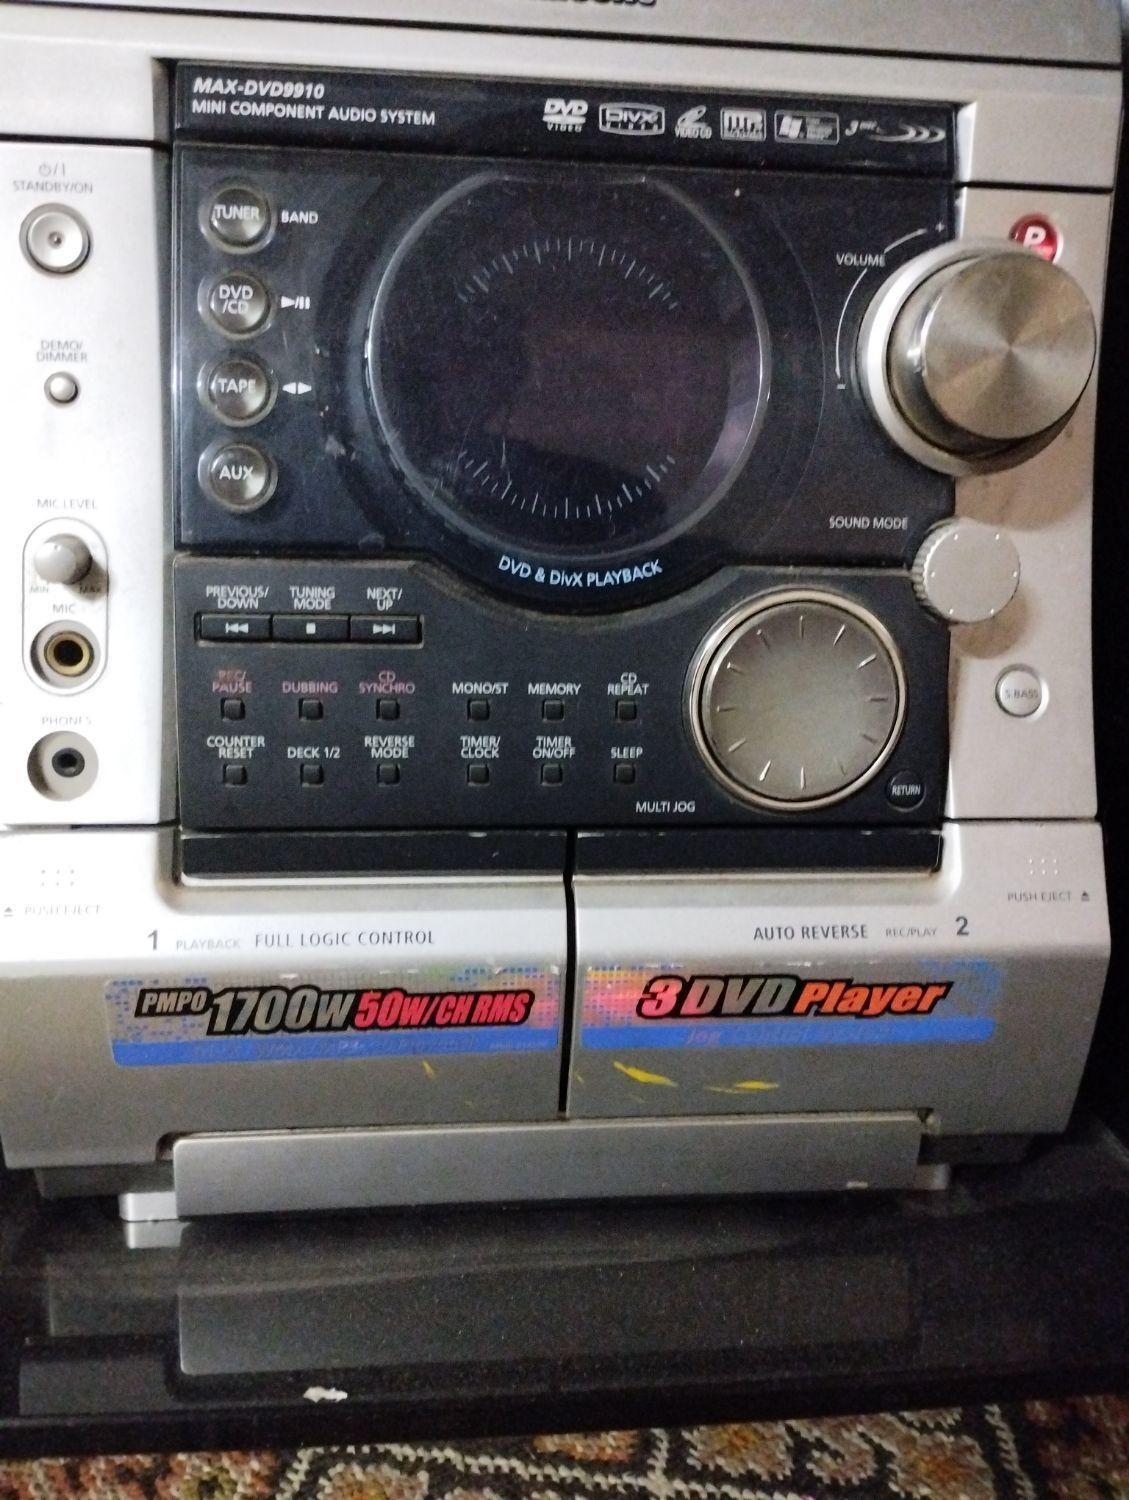 MAX-DVD9910
MINI COMPONENT AUDIO SYSTEM
DVD
VIDEO
DivX
VIDEO CD
⏻/I
STANDBY/ON
TUNER
BAND
P
VOLUME
+
-
DVD
/CD
DEMO/
DIMMER
TAPE
AUX
MIC LEVEL
MIN
MAX
MIC
SOUND MODE
DVD & DivX PLAYBACK
PREVIOUS/
DOWN
TUNING
MODE
NEXT/
UP
REC/
PAUSE
DUBBING
CD
SYNCHRO
MONO/ST
MEMORY
CD
REPEAT
S.BASS
PHONES
COUNTER
RESET
DECK 1/2
REVERSE
MODE
TIMER/
CLOCK
TIMER
ON/OFF
SLEEP
RETURN
MULTI JOG
PUSH EJECT
PUSH EJECT
1 PLAYBACK FULL LOGIC CONTROL
AUTO REVERSE REC/PLAY 2
PMPO 1700W 50W/CH RMS
3 DVD Player
Jog